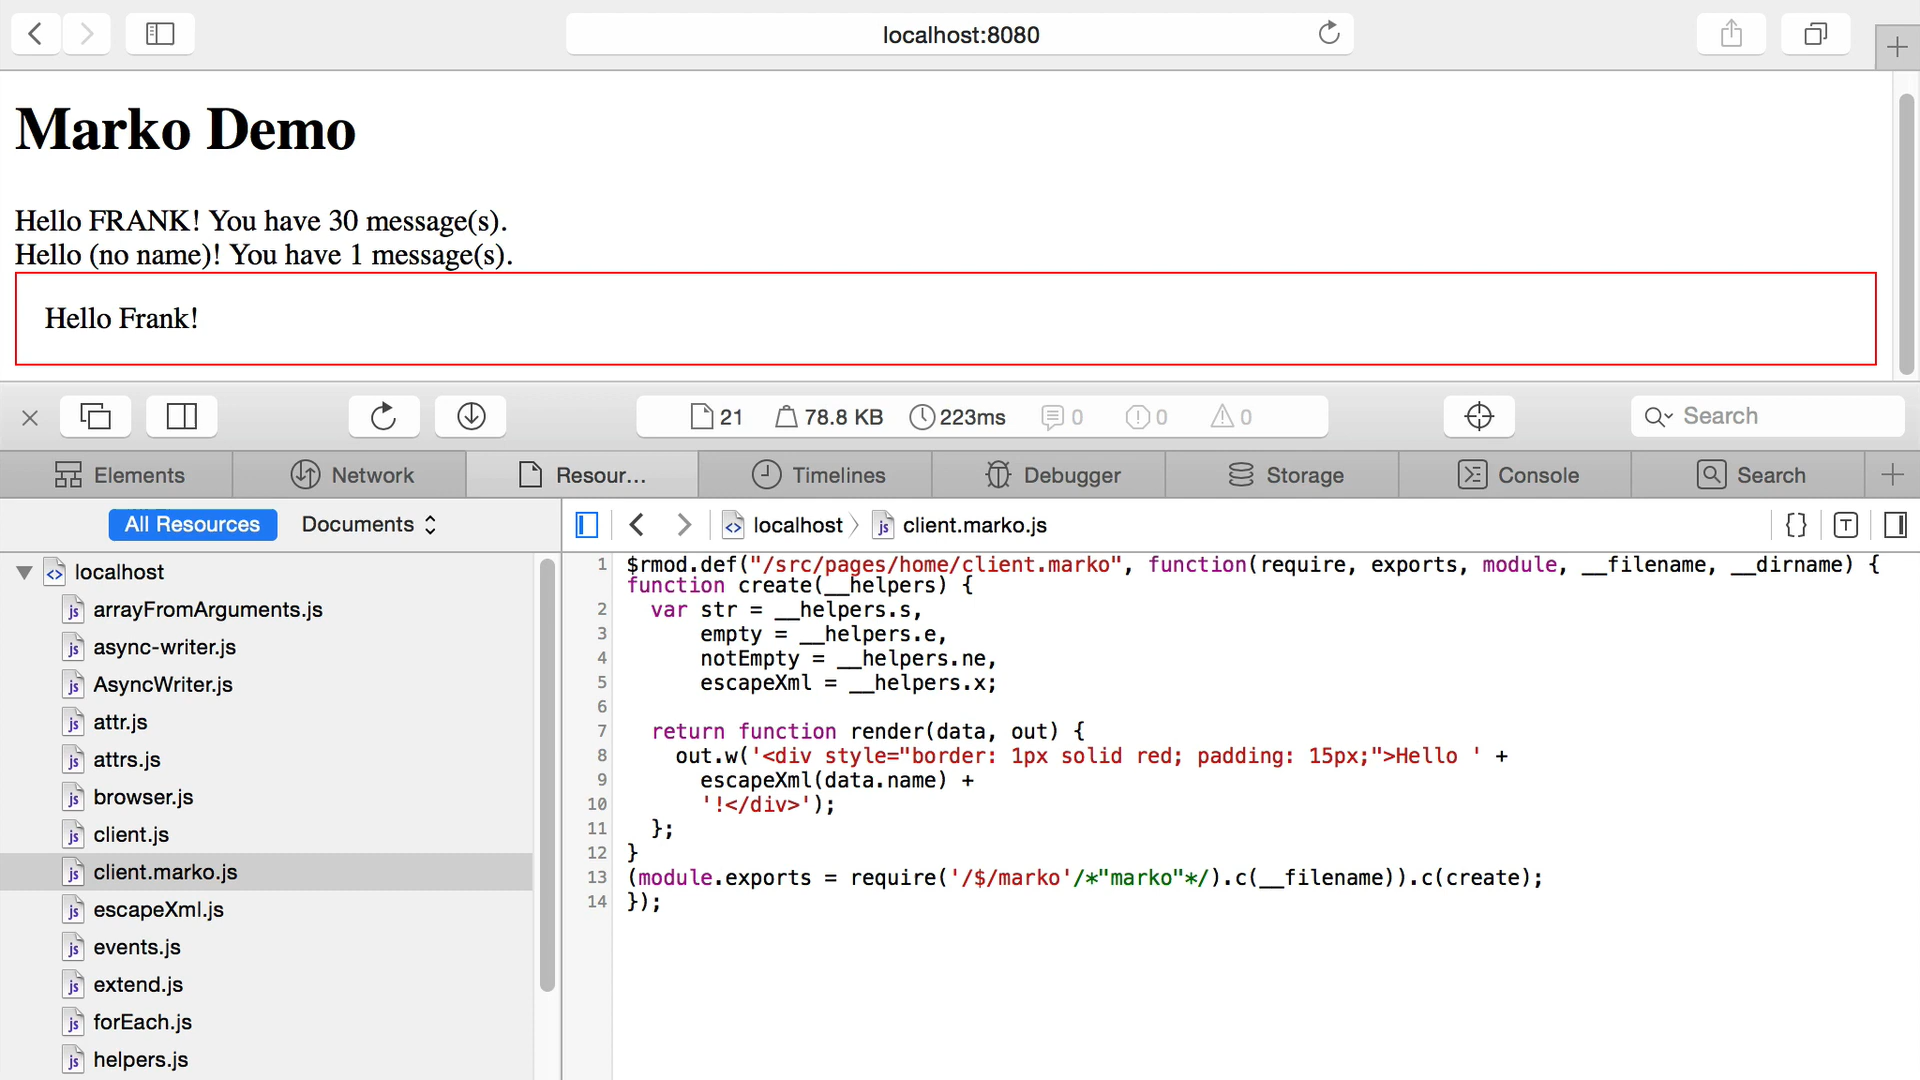 localhost:8080
Marko Demo
Hello FRANK! You have 30 message(s).
Hello (no name)! You have 1 message(s).
Hello Frank!
21 78.8 KB 223ms 0 0 0 Search
Elements Network Resour... Timelines Debugger Storage Console Search
All Resources Documents localhost client.marko.js
localhost
arrayFromArguments.js
async-writer.js
AsyncWriter.js
attr.js
attrs.js
browser.js
client.js
client.marko.js
escapeXml.js
events.js
extend.js
forEach.js
helpers.js
1 $rmod.def("/src/pages/home/client.marko", function(require, exports, module, __filename, __dirname) {
function create(__helpers) {
2 var str = __helpers.s,
3 empty = __helpers.e,
4 notEmpty = __helpers.ne,
5 escapeXml = __helpers.x;
6
7 return function render(data, out) {
8 out.w('<div style="border: 1px solid red; padding: 15px;">Hello ' +
9 escapeXml(data.name) +
10 '!</div>');
11 };
12 }
13 (module.exports = require('/$/marko'/*"marko"*/).c(__filename)).c(create);
14 });